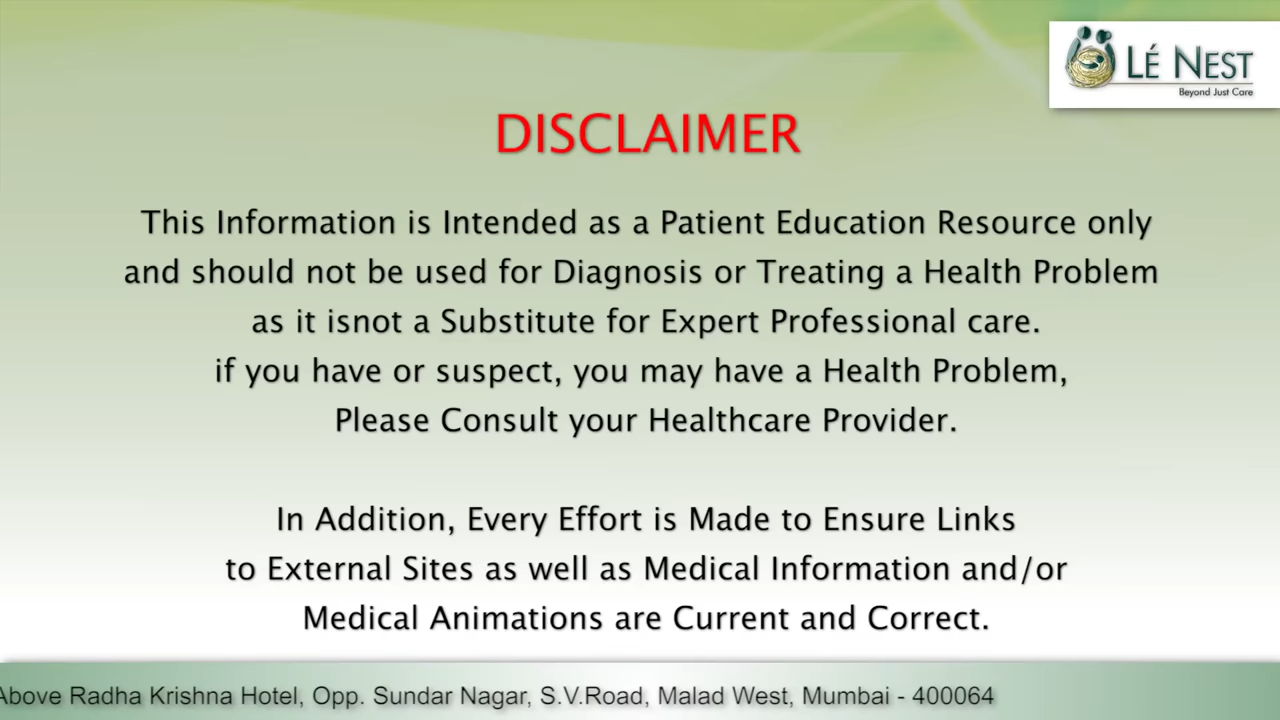 LÉ NEST
Beyond Just Care
DISCLAIMER
This Information is Intended as a Patient Education Resource only
and should not be used for Diagnosis or Treating a Health Problem
as it isnot a Substitute for Expert Professional care.
if you have or suspect, you may have a Health Problem,
Please Consult your Healthcare Provider.
In Addition, Every Effort is Made to Ensure Links
to External Sites as well as Medical Information and/or
Medical Animations are Current and Correct.
Above Radha Krishna Hotel, Opp. Sundar Nagar, S.V.Road, Malad West, Mumbai - 400064